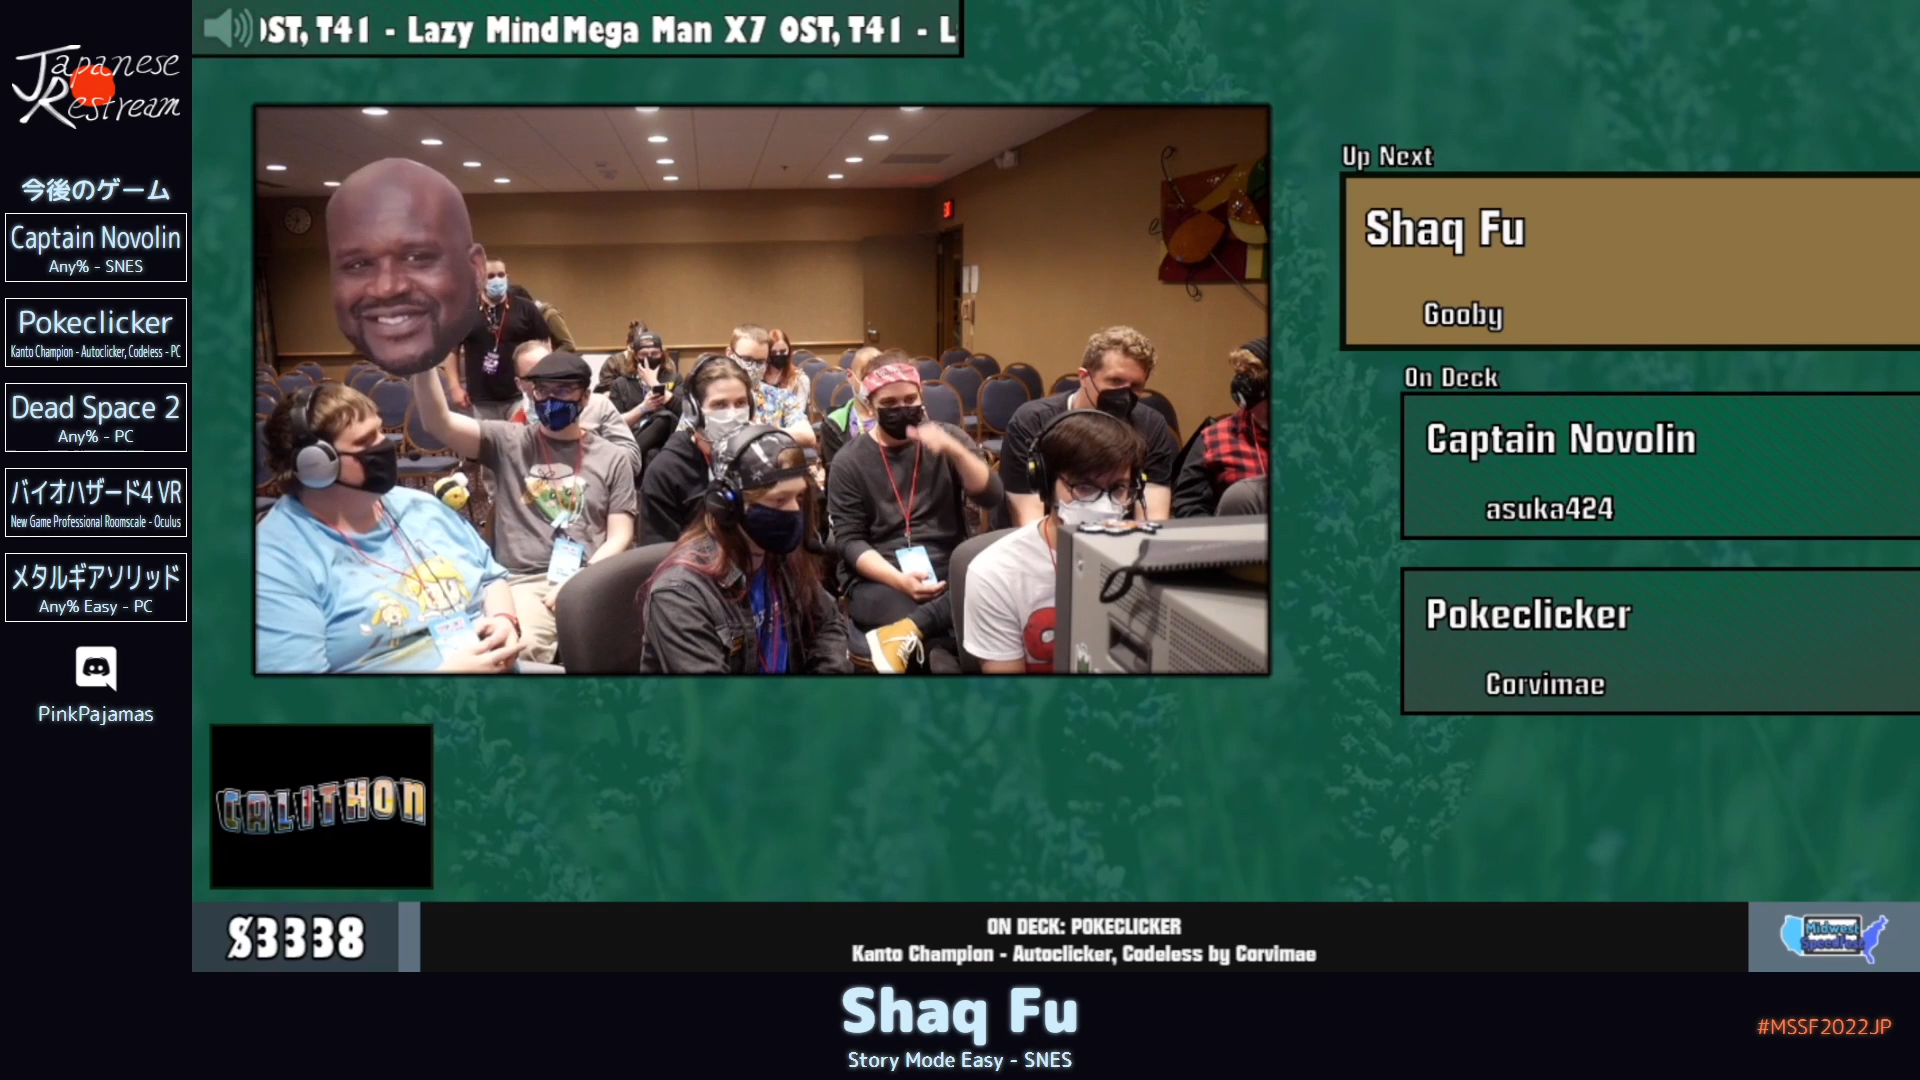 Japanese
Restream
今後のゲーム
Captain Novolin
Any% - SNES
Pokeclicker
Kanto Champion - Autoclicker, Codeless - PC
Dead Space 2
Any% - PC
バイオハザード4 VR
New Game Professional Roomscale - Oculus
メタルギアソリッド
Any% Easy - PC
PinkPajamas
OST, T41 - Lazy Mind Mega Man X7 OST, T41 - L
Up Next
Shaq Fu
Gooby
On Deck
Captain Novolin
asuka424
Pokeclicker
Corvimae
CALITHON
$3338
ON DECK: POKECLICKER
Kanto Champion - Autoclicker, Codeless by Corvimae
Midwest
SpeedFest
Shaq Fu
Story Mode Easy - SNES
#MSSF2022JP